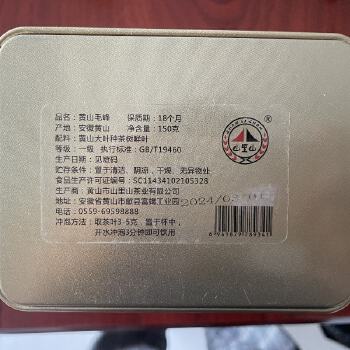 品名：黄山毛峰 保质期：18个月
产地：安徽黄山 净含量：150克
配料：黄山大叶种茶树鲜叶
等级：一级 执行标准：GB/T19460
生产日期：见喷码
贮存条件：置于清洁、阴凉、干燥、无异物处
食品生产许可证编号：SC11434102105328
生产商：黄山市山里山茶业有限公司
地址：安徽省黄山市歙县富堨工业园
电话：0559-69598888
冲泡方法：取茶叶3-5克，置于杯中，
开水冲泡3分钟即可饮用
山里山
®